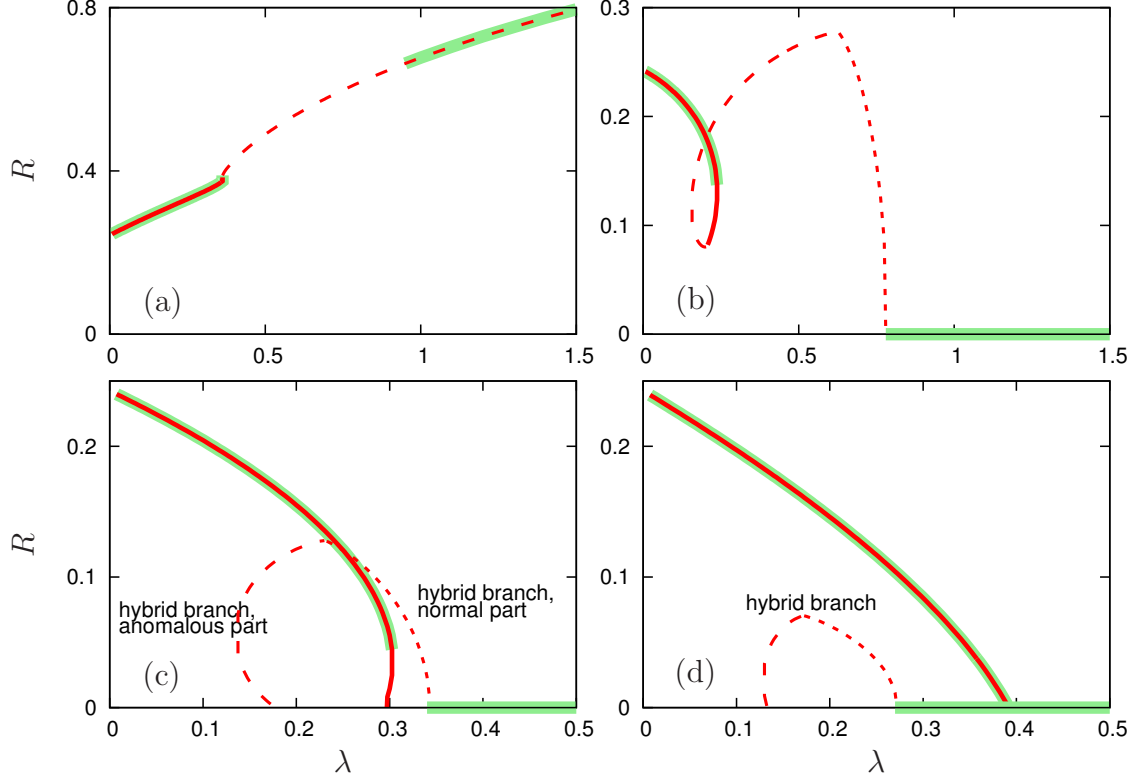 0.8
0.4
0
R
(a)
0 0.5 1 1.5
0.3
0.2
0.1
0
(b)
0 0.5 1 1.5
0.2
0.1
0
R
hybrid branch,
anomalous part
hybrid branch,
normal part
(c)
0 0.1 0.2 0.3 0.4 0.5
λ
0.2
0.1
0
hybrid branch
(d)
0 0.1 0.2 0.3 0.4 0.5
λ